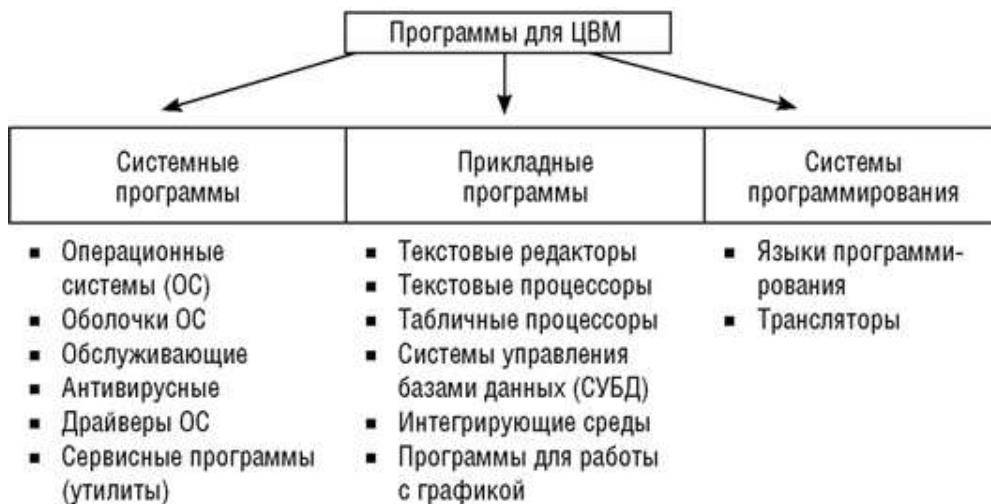 Программы для ЦВМ
Системные
программы
Прикладные
программы
Системы
программирования
▪ Операционные
системы (ОС)
▪ Оболочки ОС
▪ Обслуживающие
▪ Антивирусные
▪ Драйверы ОС
▪ Сервисные программы
(утилиты)
▪ Текстовые редакторы
▪ Текстовые процессоры
▪ Табличные процессоры
▪ Системы управления
базами данных (СУБД)
▪ Интегрирующие среды
▪ Программы для работы
с графикой
▪ Языки программи-
рования
▪ Трансляторы